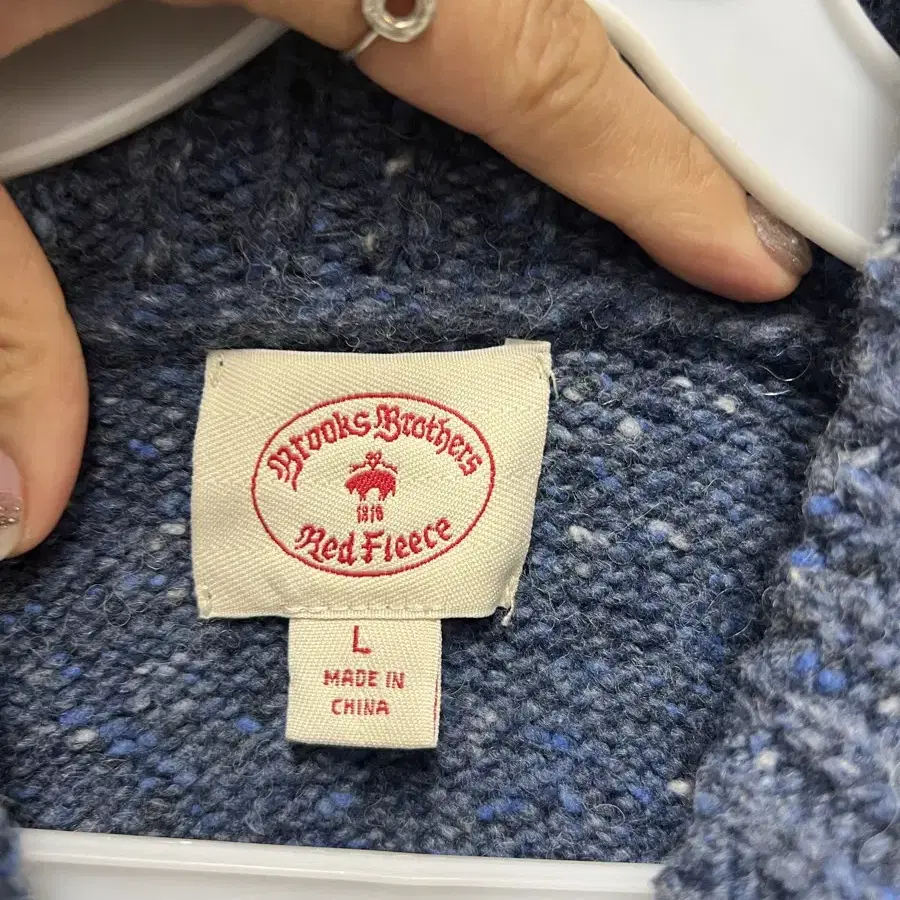 Brooks Brothers
1818
Red Fleece
L
MADE IN
CHINA